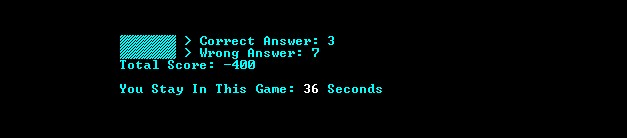 > Correct Answer: 3
> Wrong Answer: 7
Total Score: -400
You Stay In This Game: 36 Seconds